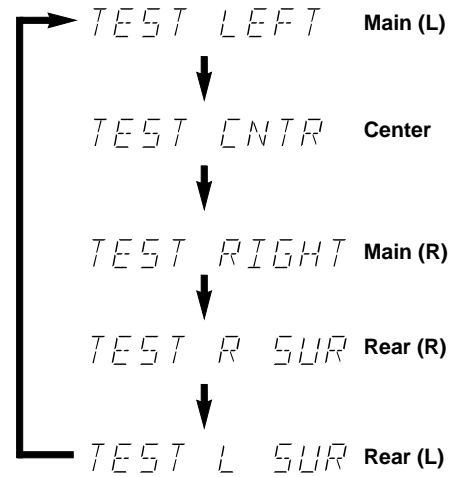 TEST LEFT Main (L)
TEST CNTR Center
TEST RIGHT Main (R)
TEST R SUR Rear (R)
TEST L SUR Rear (L)